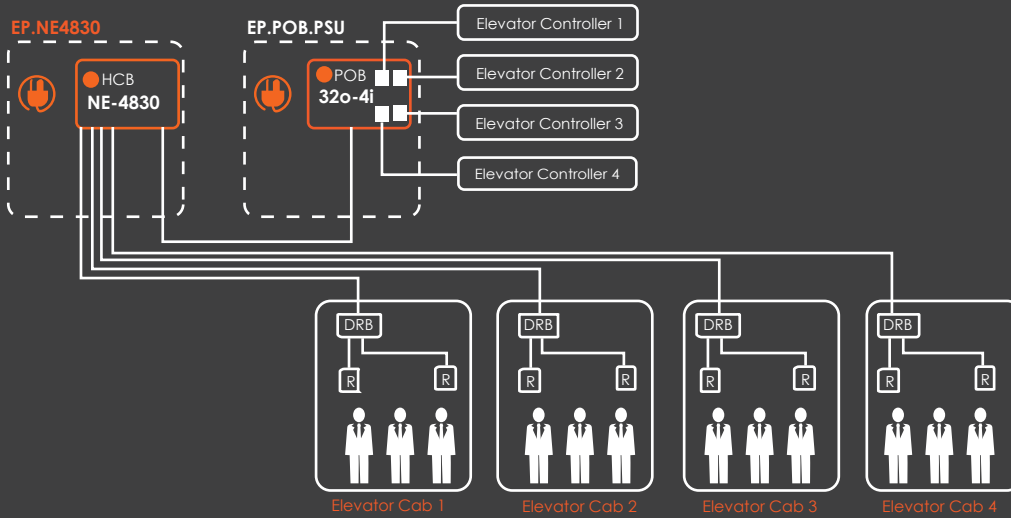 EP.NE4830
EP.POB.PSU
HCB
NE-4830
POB
32o-4i
Elevator Controller 1
Elevator Controller 2
Elevator Controller 3
Elevator Controller 4
DRB
R
R
Elevator Cab 1
DRB
R
R
Elevator Cab 2
DRB
R
R
Elevator Cab 3
DRB
R
R
Elevator Cab 4